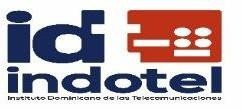 id
indotel
Instituto Dominicano de las Telecomunicaciones